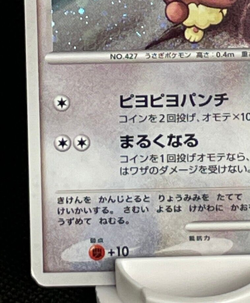 NO.427 うさぎポケモン 高さ：0.4m 重
ピヨピヨパンチ
コインを2回投げ、オモテ×10
まるくなる
コインを1回投げオモテなら、
はワザのダメージを受けない。
きけんを かんじとると りょうみみを たてて
けいかいする。さむい よるは けがわに かお
うずめて ねむる。
弱点 抵抗力
+10